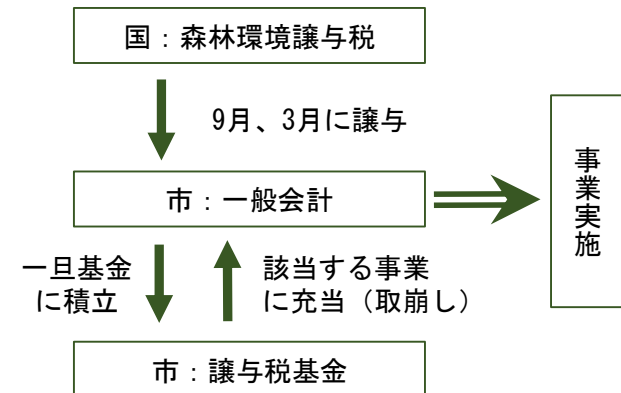 国：森林環境譲与税
9月、3月に譲与
市：一般会計
事業実施
一旦基金
に積立
該当する事業
に充当（取崩し）
市：譲与税基金